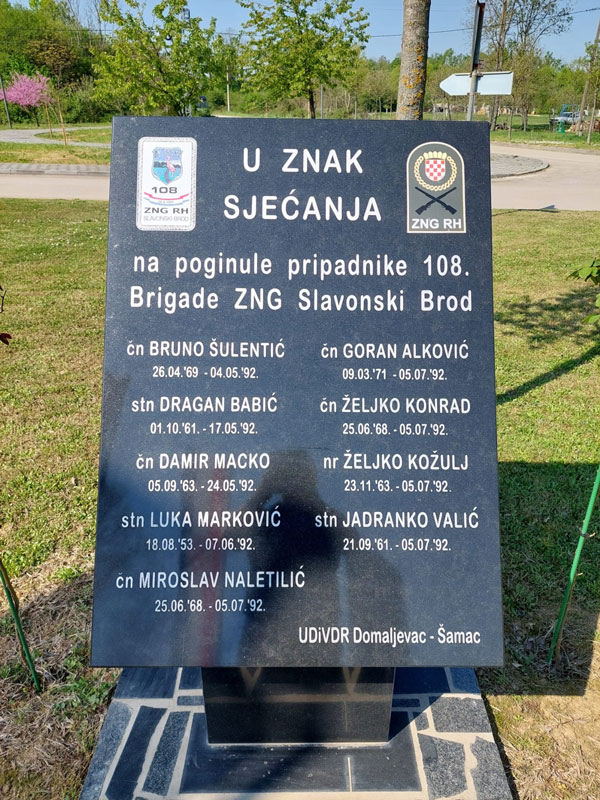 108
ZNG RH
SLAVONSKI BROD
ZNG RH
U ZNAK
SJEĆANJA
na poginule pripadnike 108.
Brigade ZNG Slavonski Brod
čn BRUNO ŠULENTIĆ
26.04.'69 - 04.05.'92.
stn DRAGAN BABIĆ
01.10.'61. - 17.05.'92.
čn DAMIR MACKO
05.09.'63. - 24.05.'92.
stn LUKA MARKOVIĆ
18.08.'53. - 07.06.'92.
čn MIROSLAV NALETILIĆ
25.06.'68. - 05.07.'92.
čn GORAN ALKOVIĆ
09.03.'71 - 05.07.'92.
čn ŽELJKO KONRAD
25.06.'68. - 05.07.'92.
nr ŽELJKO KOŽULJ
23.11.'63. - 05.07.'92.
stn JADRANKO VALIĆ
21.09.'61. - 05.07.'92.
UDiVDR Domaljevac - Šamac